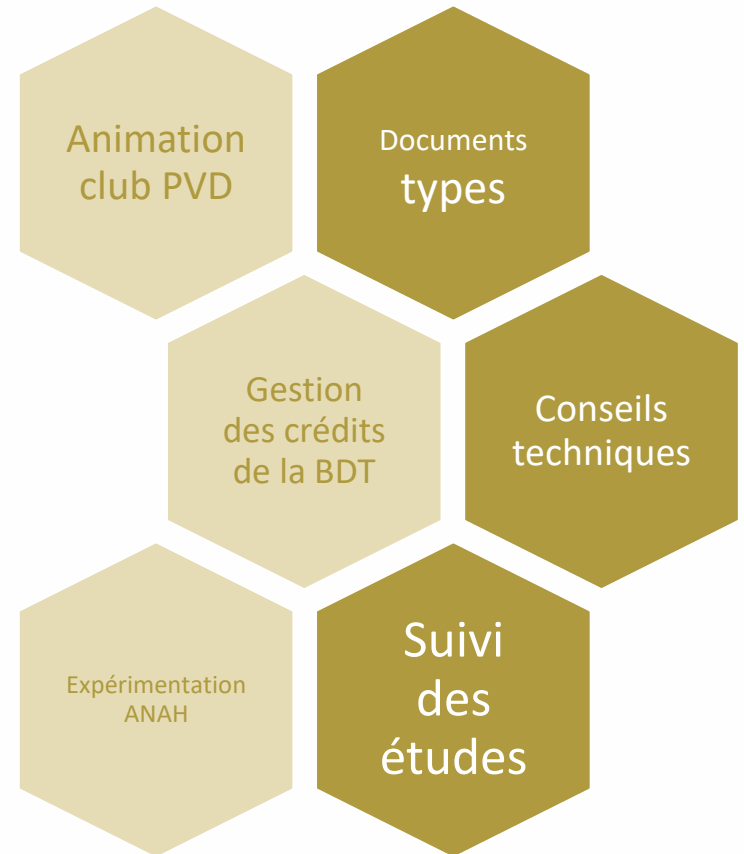 Animation
club PVD
Documents
types
Gestion
des crédits
de la BDT
Conseils
techniques
Expérimentation
ANAH
Suivi
des
études